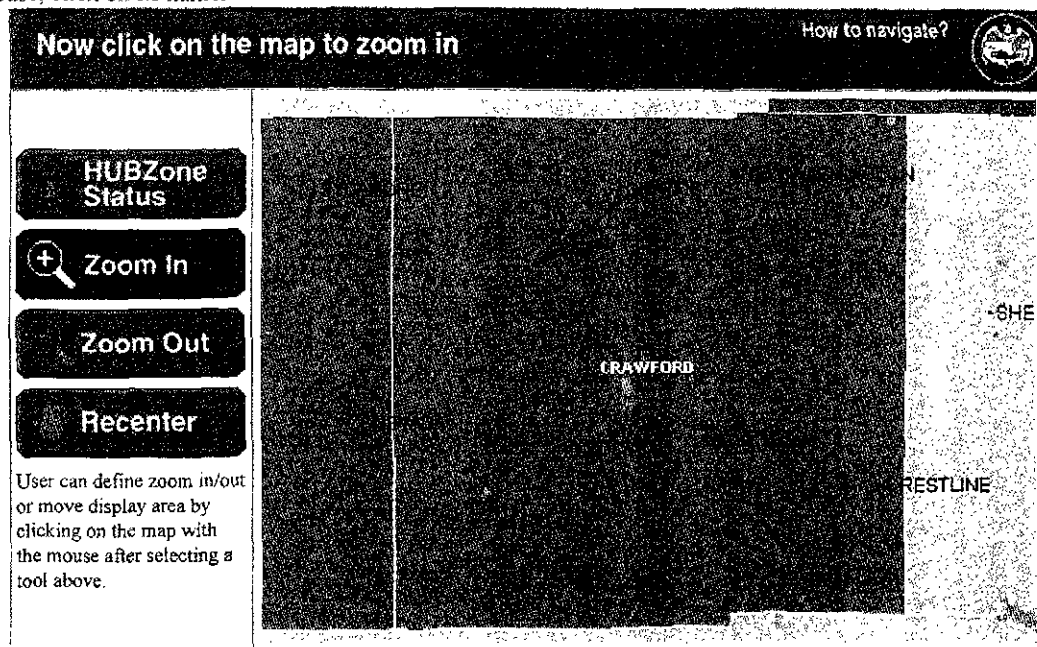 Now click on the map to zoom in
How to navigate?
HUBZone
Status
Zoom In
Zoom Out
Recenter
User can define zoom in/out
or move display area by
clicking on the map with
the mouse after selecting a
tool above.
N
SHE
CRAWFORD
RESTLINE